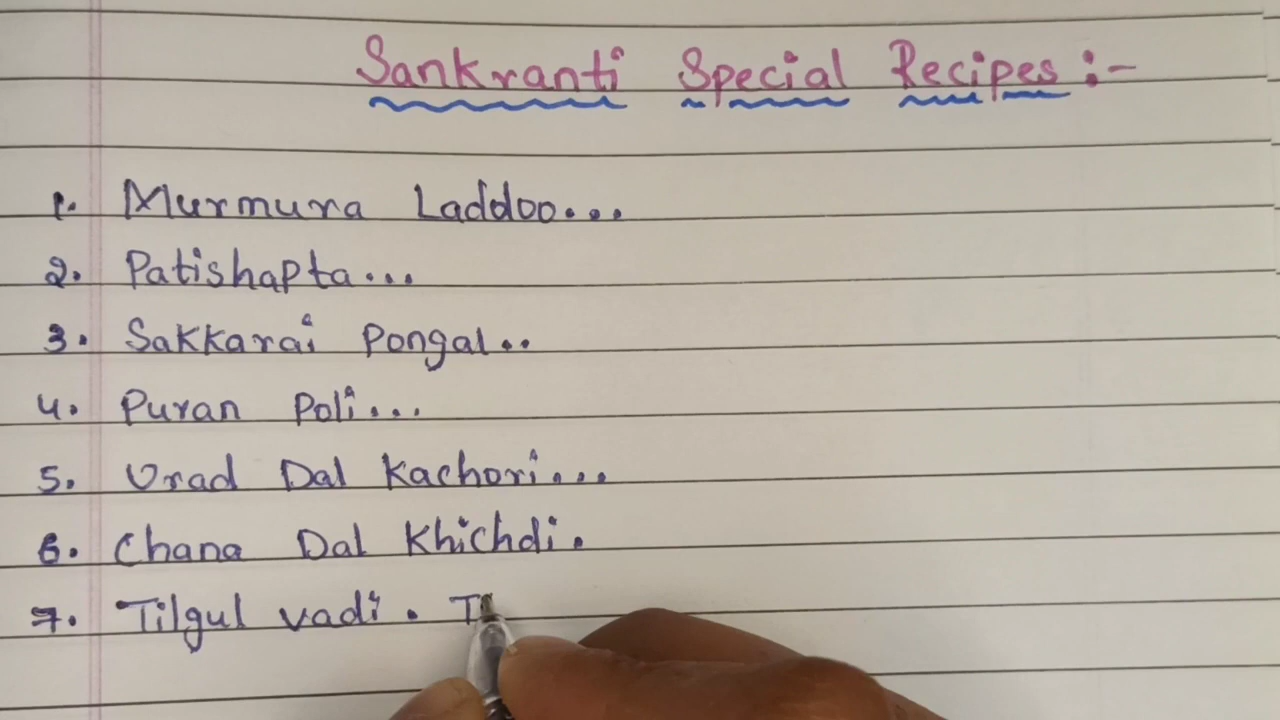 Sankranti Special Recipes :-
1. Murmura Laddoo...
2. Patishapta...
3. Sakkarai Pongal..
4. Puran Poli...
5. Urad Dal Kachori...
6. Chana Dal Khichdi.
7. Tilgul vadi.